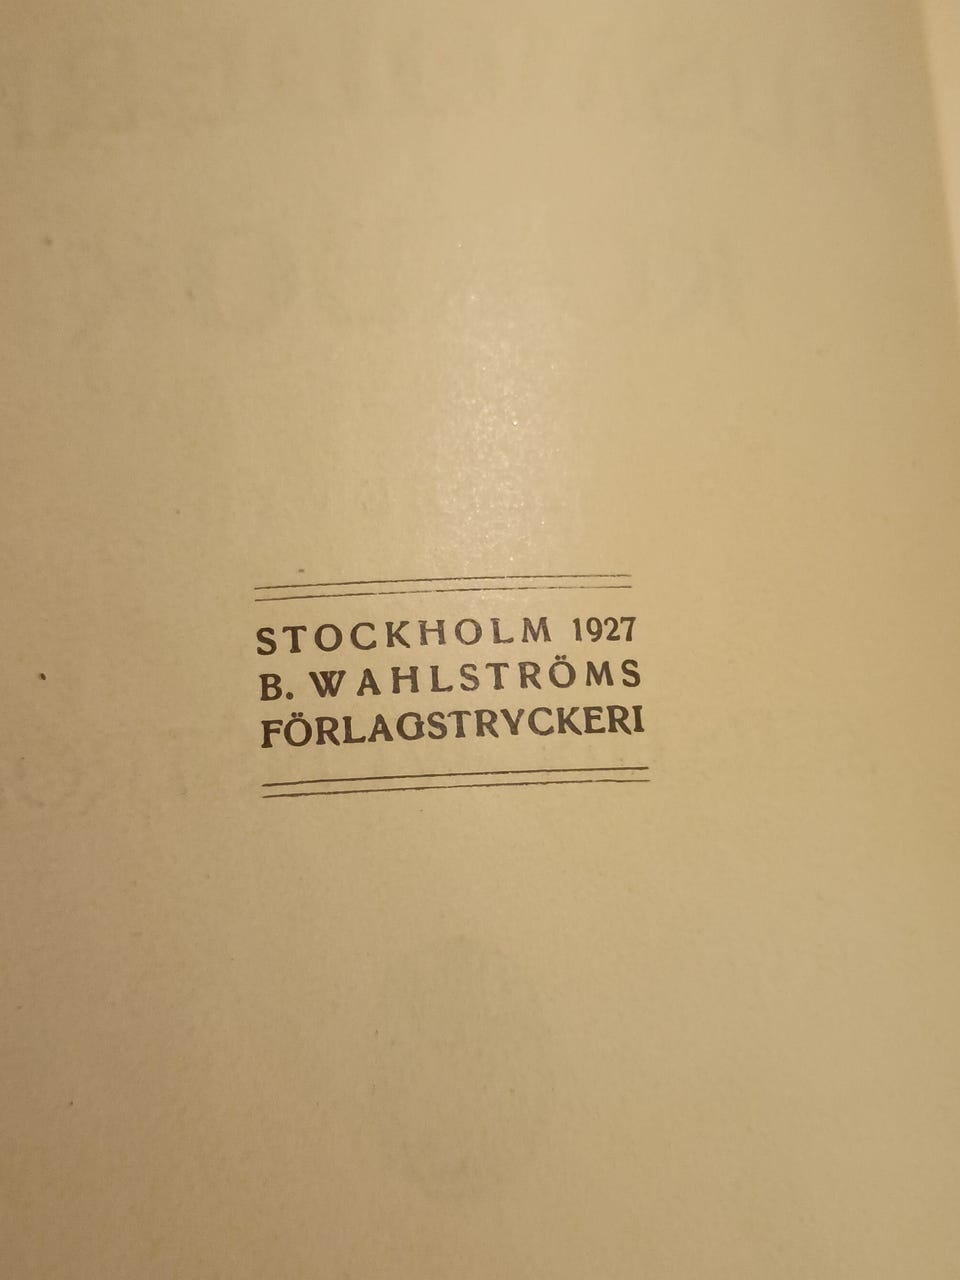 STOCKHOLM 1927
B. WAHLSTRÖMS
FÖRLAGSTRYCKERI